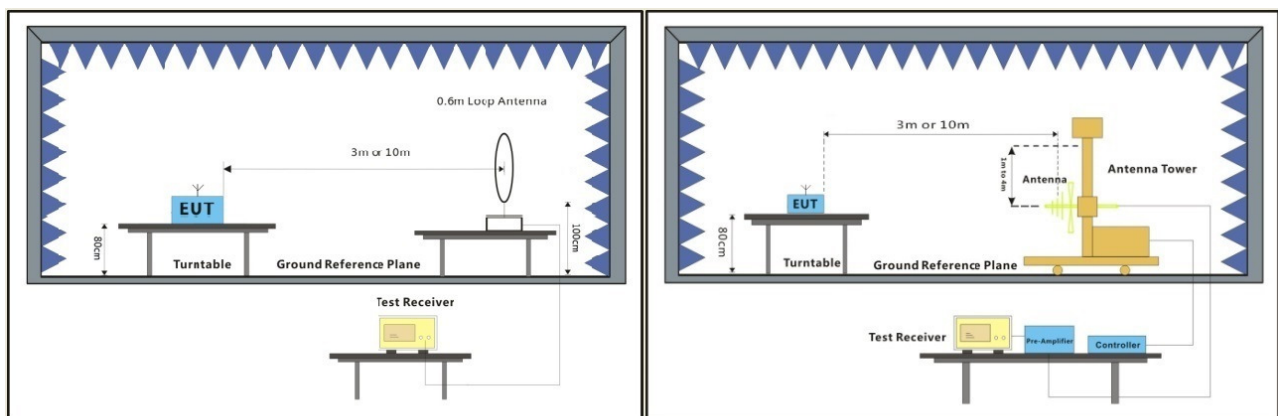 0.6m Loop Antenna
3m or 10m
EUT
80cm
100cm
Turntable
Ground Reference Plane
Test Receiver
3m or 10m
1m to 4m
Antenna
Antenna Tower
EUT
80cm
Turntable
Ground Reference Plane
Test Receiver
Pre-Amplifier
Controller